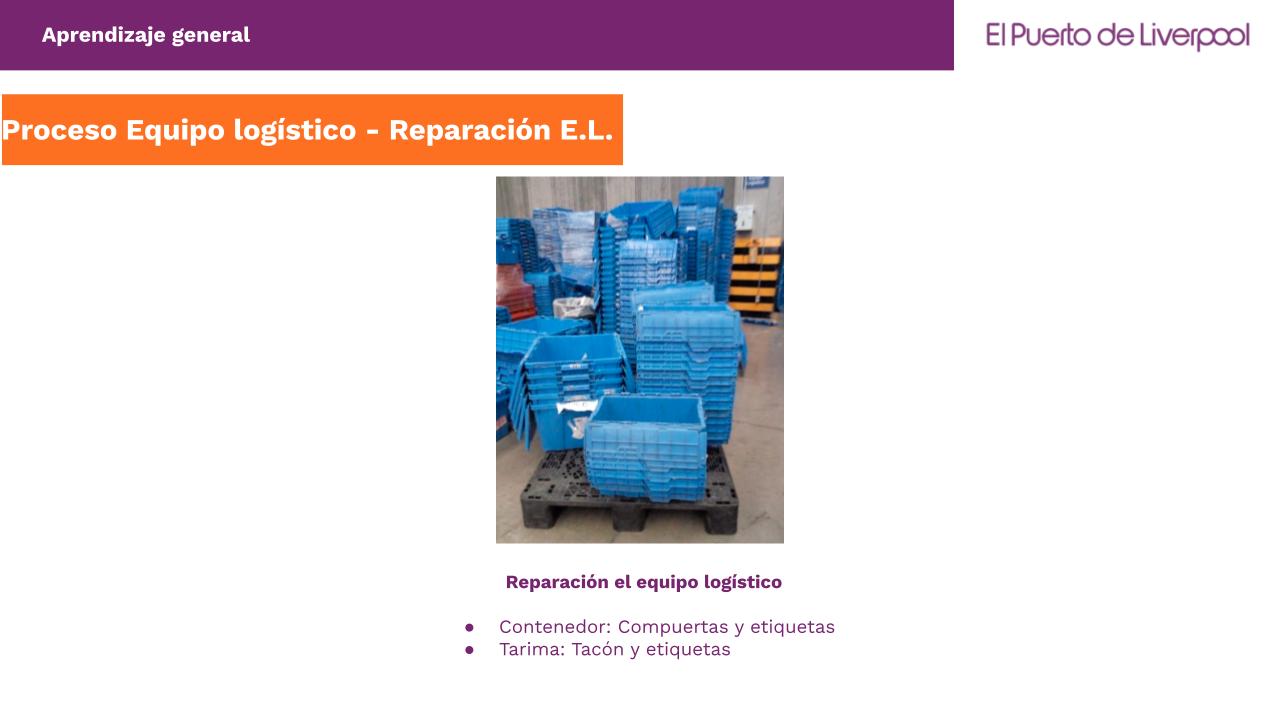 Aprendizaje general
El Puerto de Liverpool
Proceso Equipo logístico - Reparación E.L.
Reparación el equipo logístico
● Contenedor: Compuertas y etiquetas
● Tarima: Tacón y etiquetas